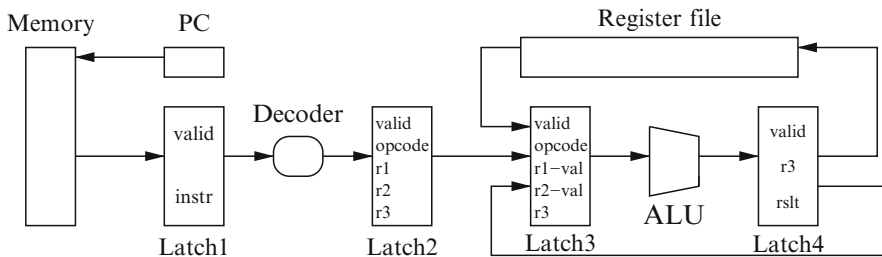 Memory
PC
Register file
Decoder
valid
instr
valid
opcode
r1
r2
r3
valid
opcode
r1−val
r2−val
r3
valid
r3
rslt
ALU
Latch1
Latch2
Latch3
Latch4